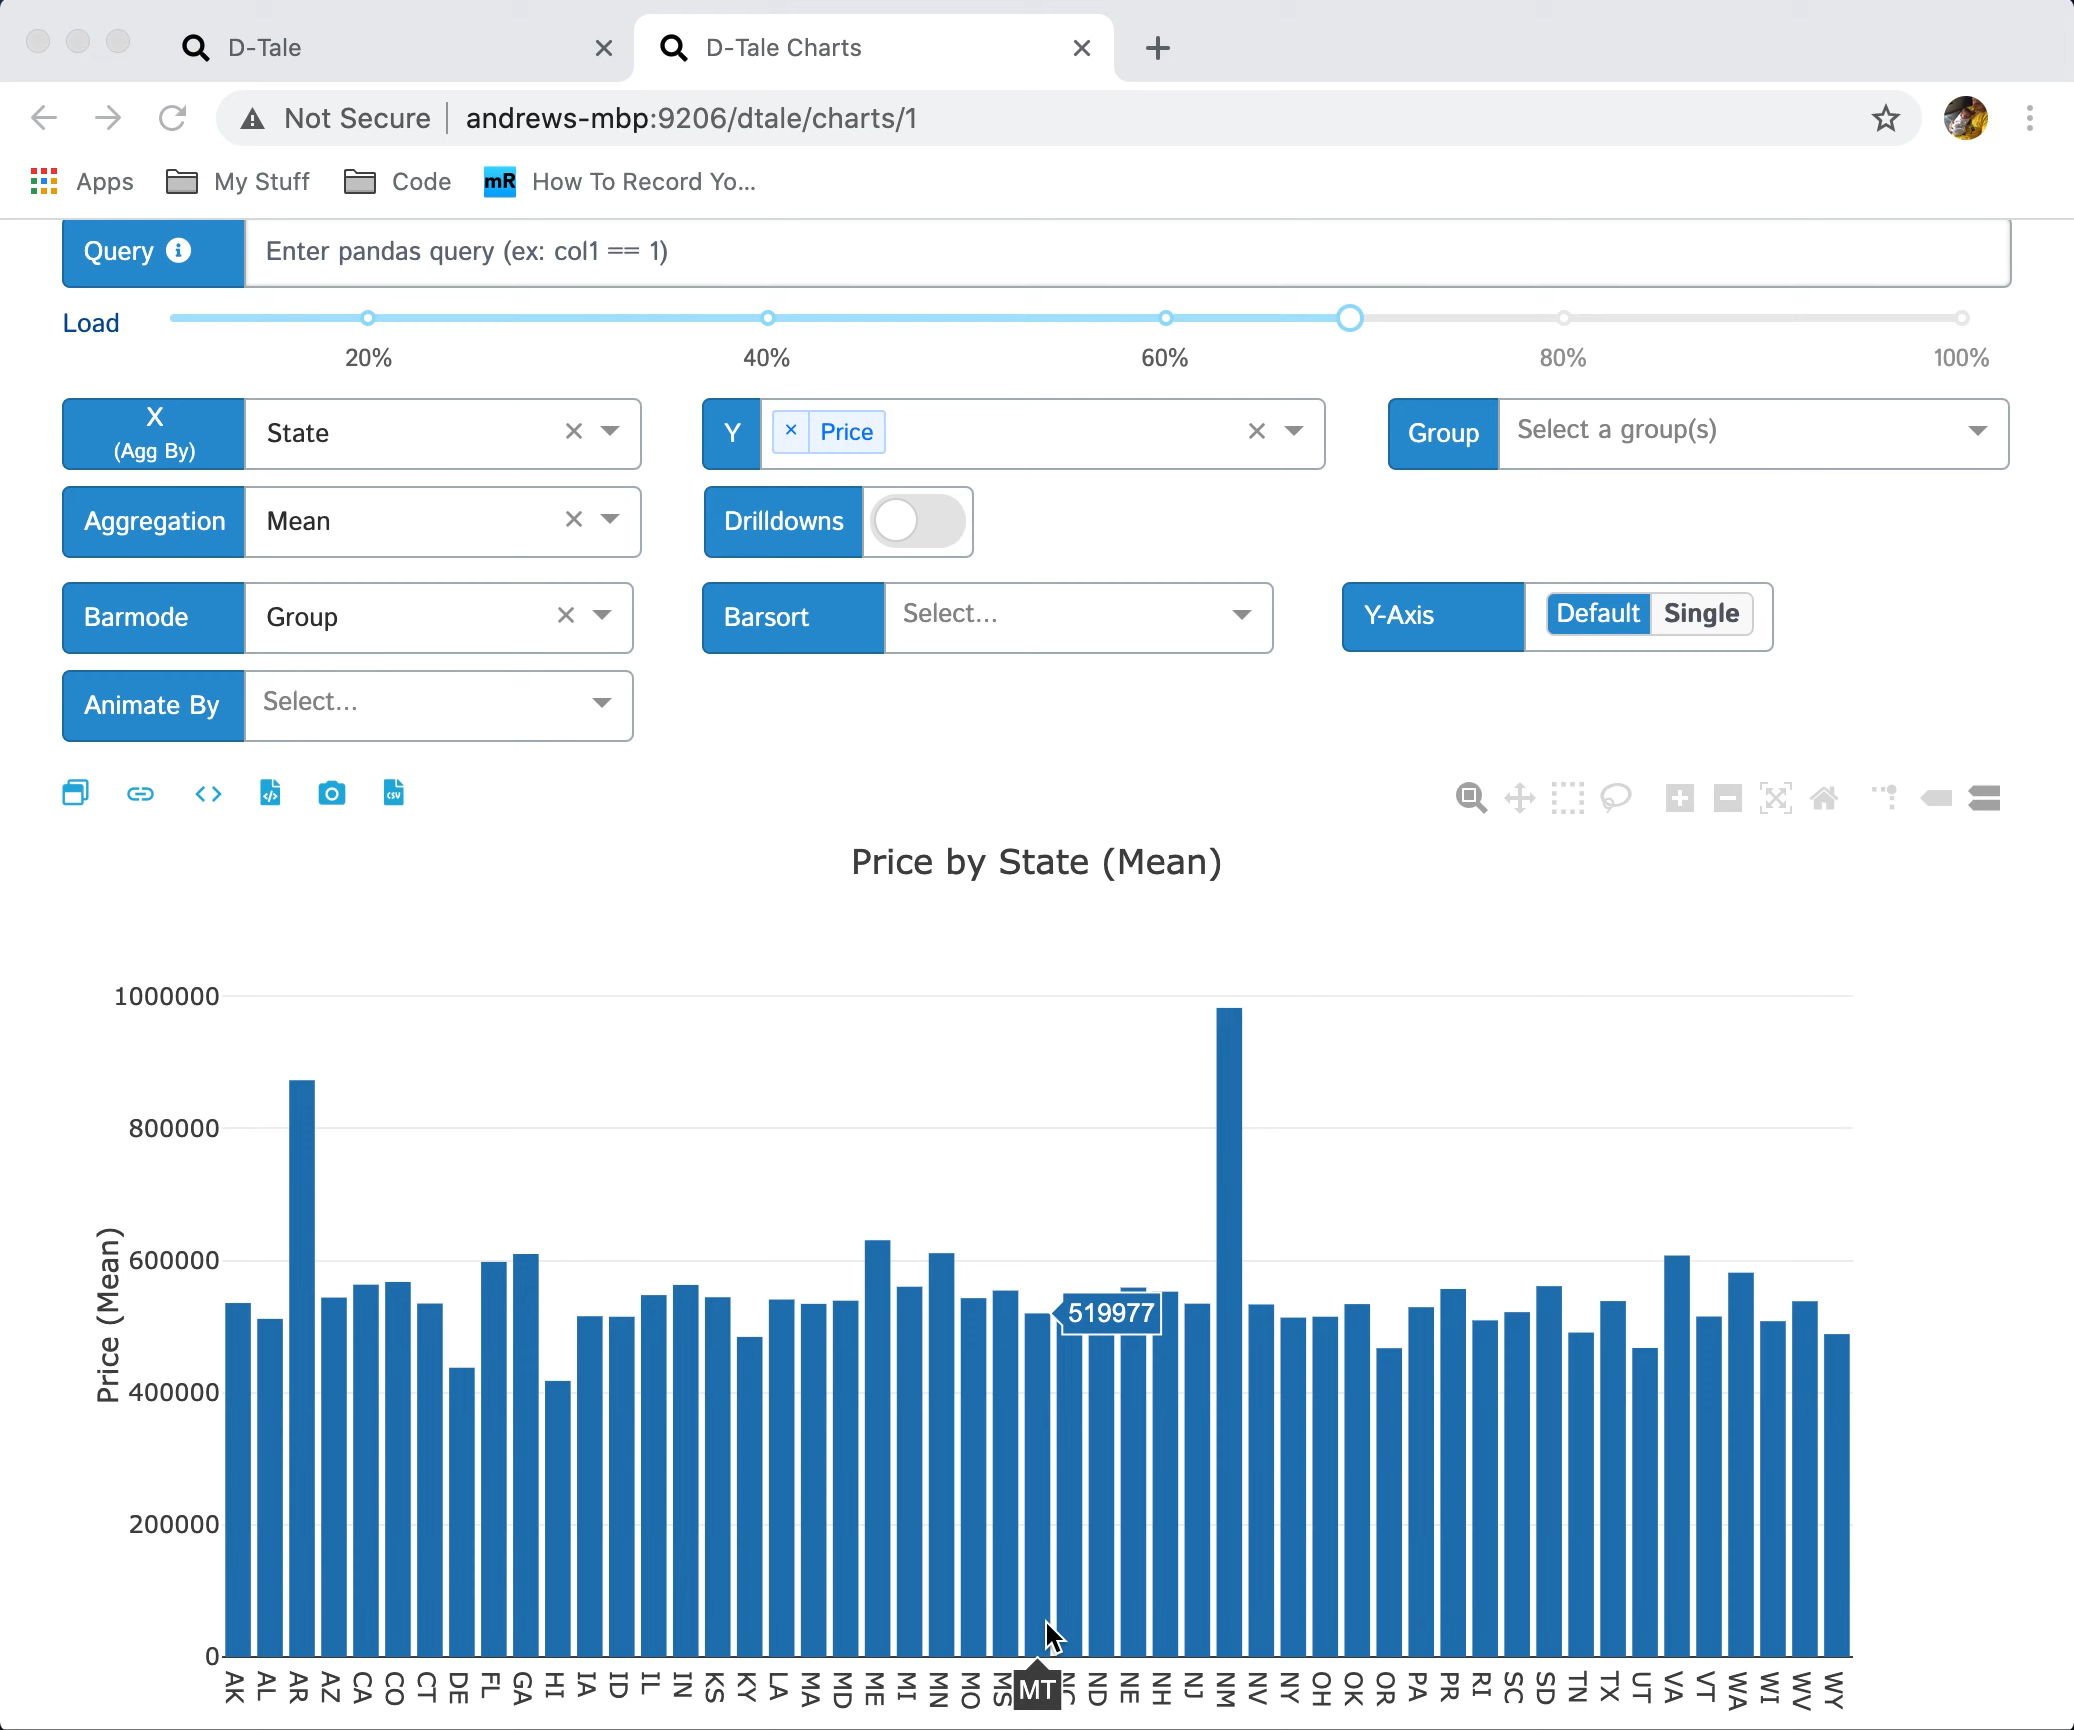 D-Tale
D-Tale Charts
Not Secure andrews-mbp:9206/dtale/charts/1
Apps My Stuff Code mR How To Record Yo...
Query i Enter pandas query (ex: col1 == 1)
Load
20% 40% 60% 80% 100%
X
(Agg By)
State
Y × Price
Group Select a group(s)
Aggregation Mean
Drilldowns
Barmode Group
Barsort Select...
Y-Axis Default Single
Animate By Select...
csv
Price by State (Mean)
Price (Mean)
1000000
800000
600000
400000
200000
0
519977
AK AL AR AZ CA CO CT DE FL GA HI IA ID IL IN KS KY LA MA MD ME MI MN MO MS MT NC ND NE NH NJ NM NV NY OH OK OR PA PR RI SC SD TN TX UT VA VT WA WI WV WY